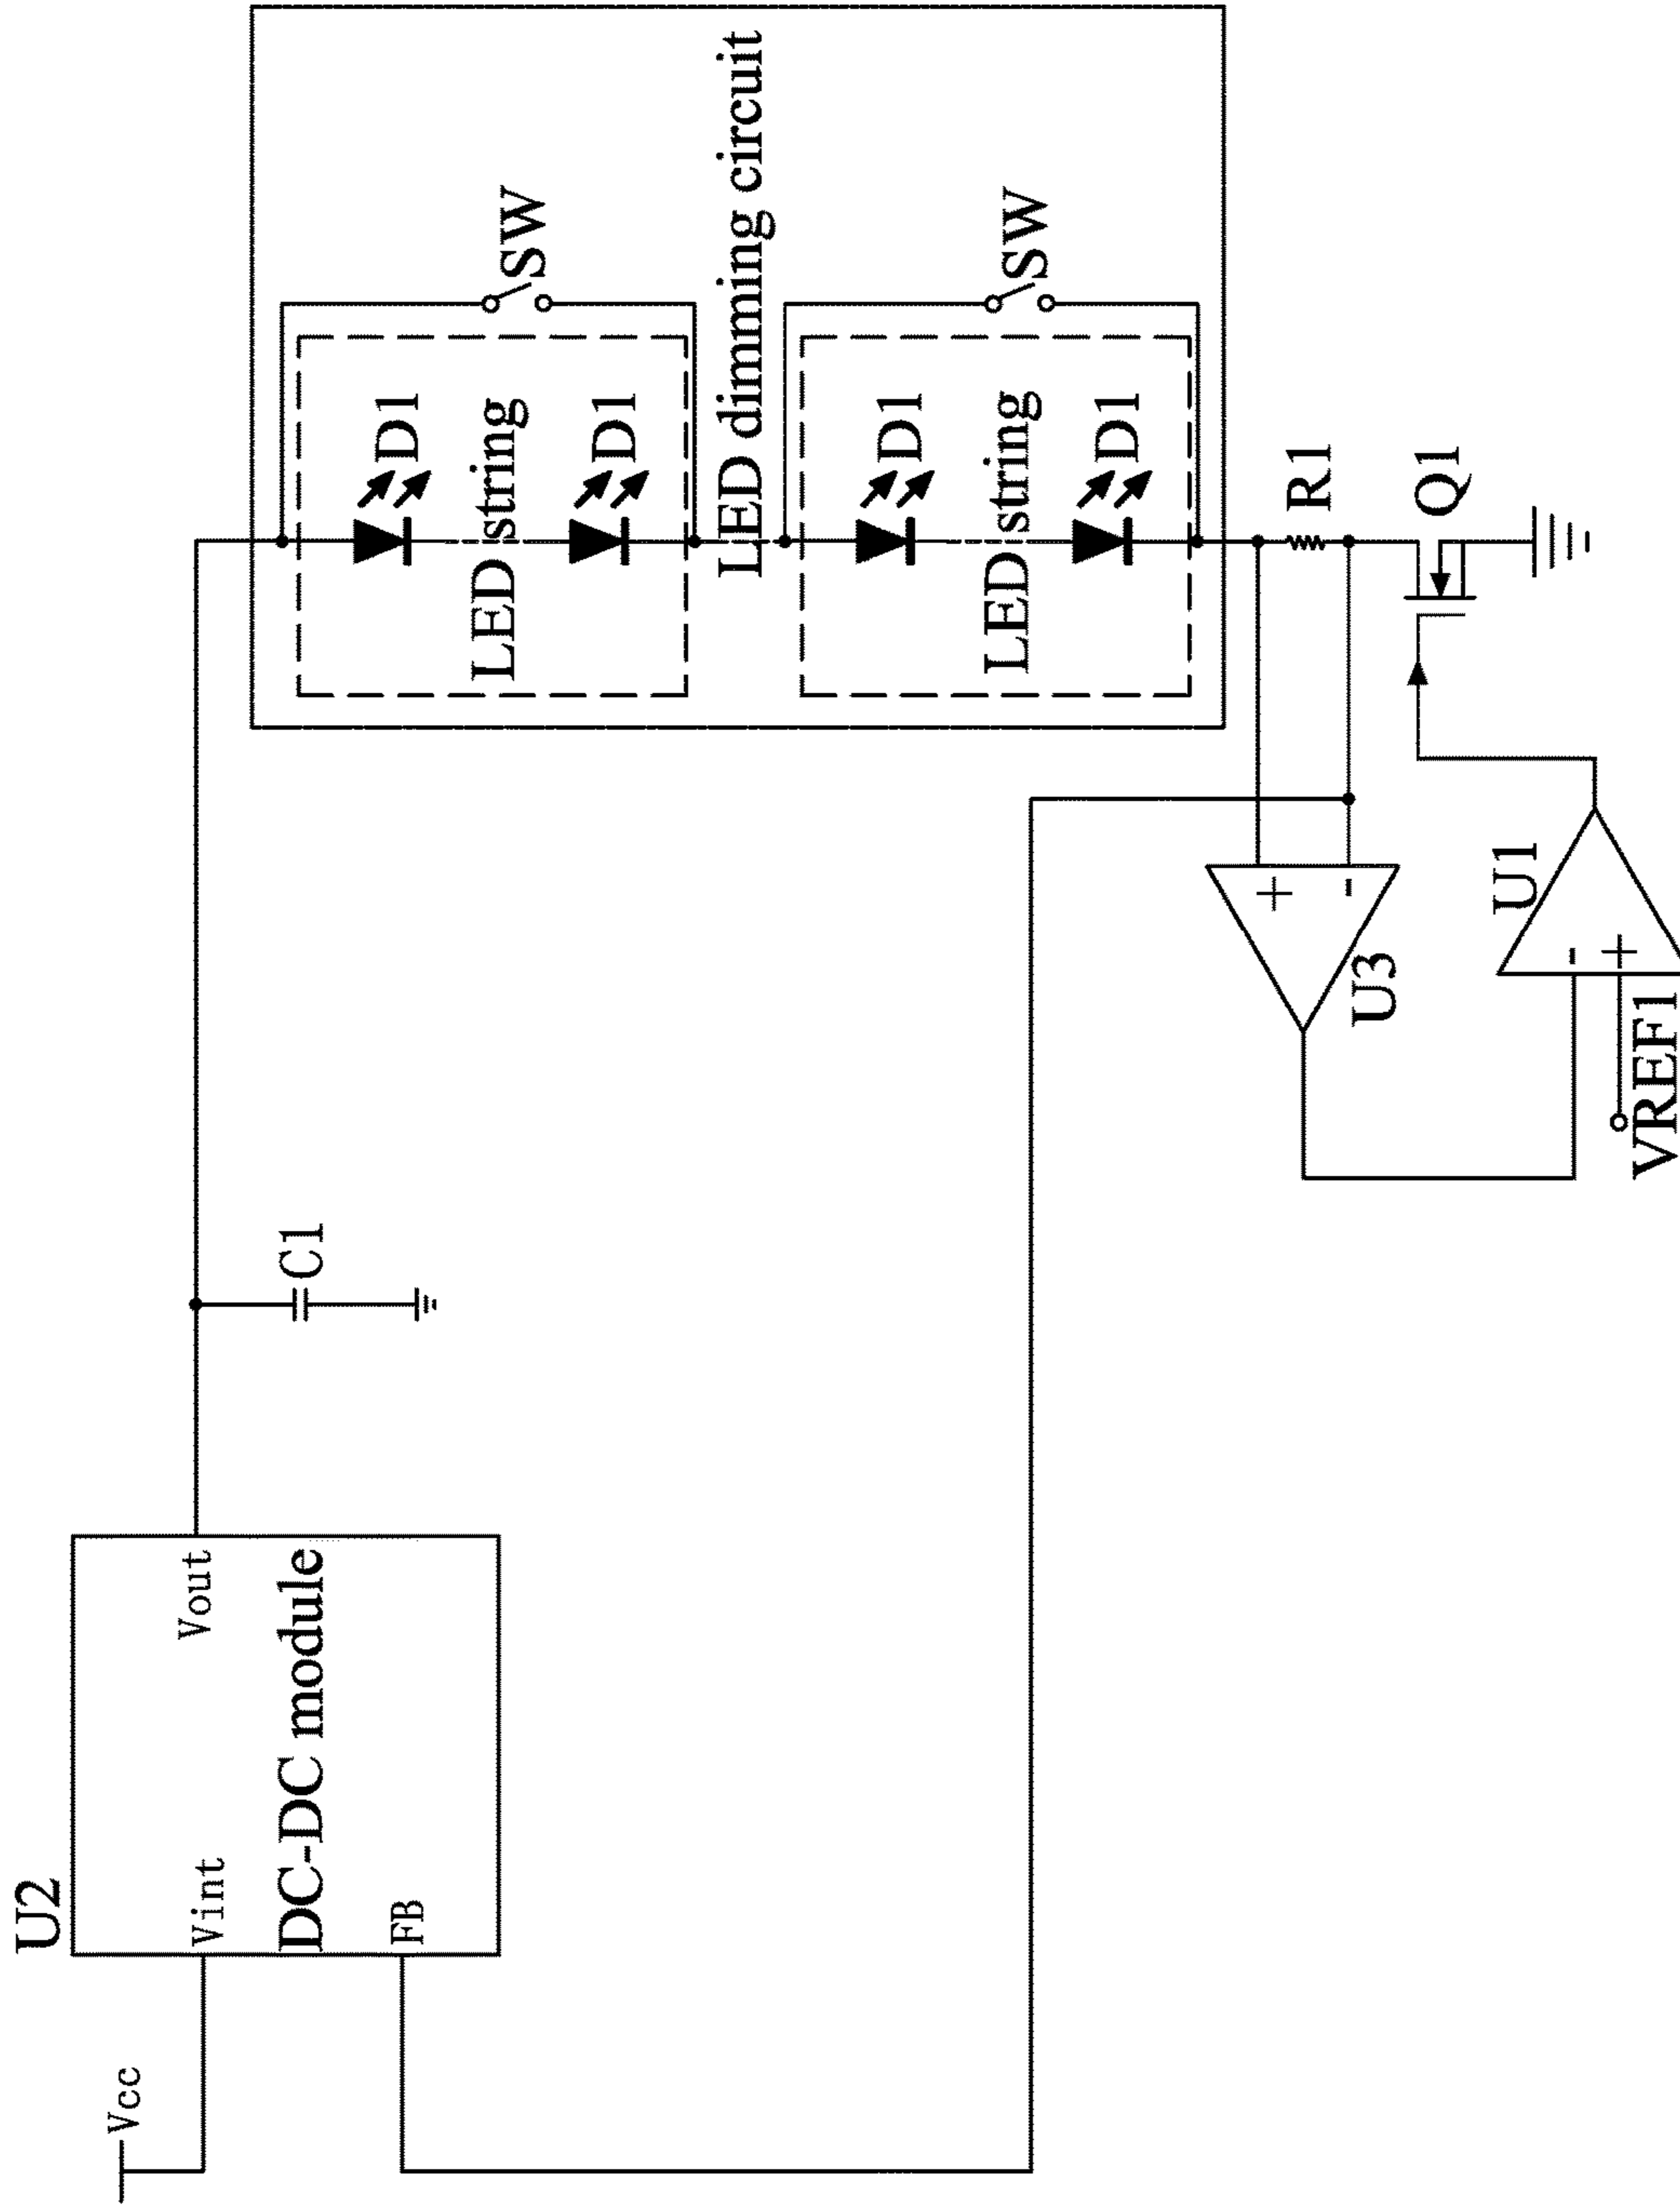 U2
Vcc
Vint
Vout
DC-DC module
FB
C1
SW
D1
LED string
D1
LED dimming circuit
SW
D1
LED string
D1
R1
Q1
+
-
U3
U1
-
+
VREF1